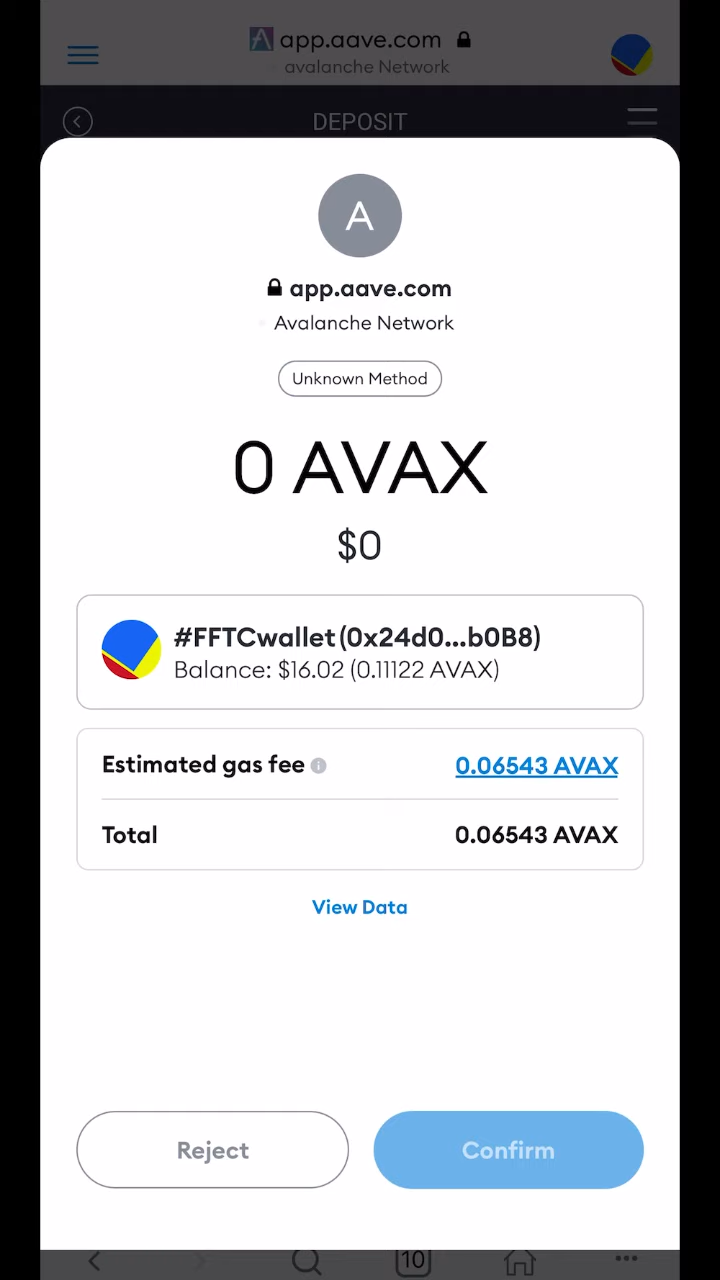 app.aave.com
avalanche Network
DEPOSIT
A
app.aave.com
Avalanche Network
Unknown Method
0 AVAX
$0
#FFTCwallet (0x24d0...b0B8)
Balance: $16.02 (0.11122 AVAX)
Estimated gas fee 0.06543 AVAX
Total 0.06543 AVAX
View Data
Reject Confirm
10